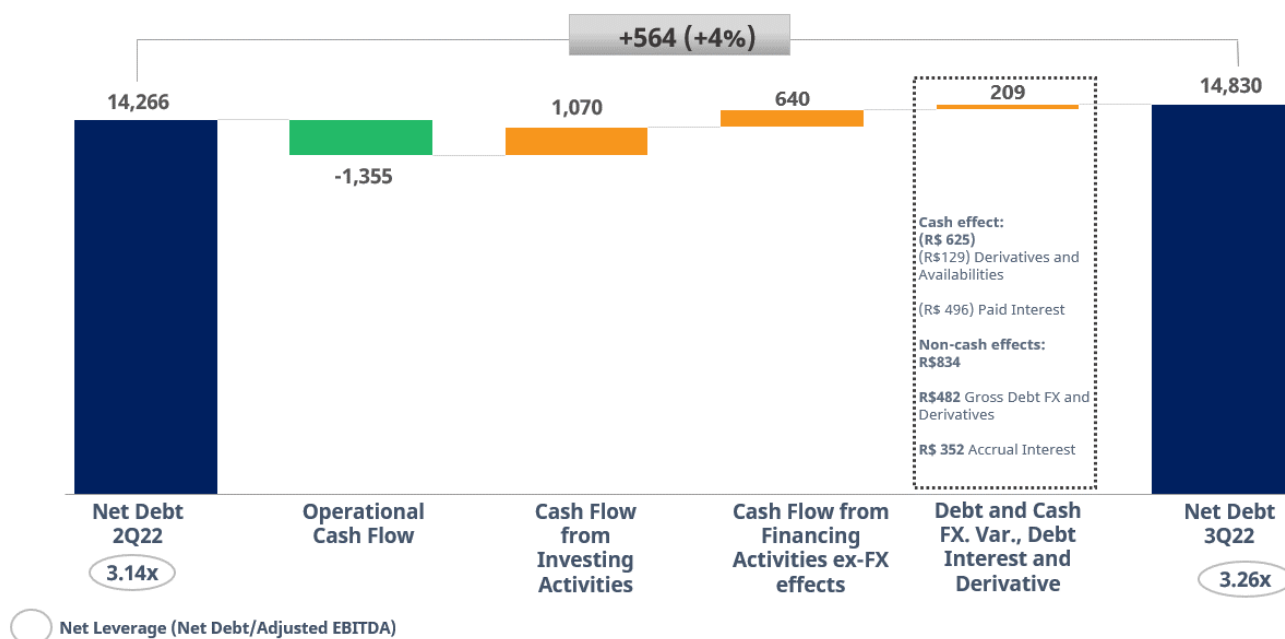 +564 (+4%)
14,266
-1,355
1,070
640
209
14,830
Cash effect:
(R$ 625)
(R$129) Derivatives and
Availabilities
(R$ 496) Paid Interest
Non-cash effects:
R$834
R$482 Gross Debt FX and
Derivatives
R$ 352 Accrual Interest
Net Debt
2Q22
3.14x
Operational
Cash Flow
Cash Flow
from
Investing
Activities
Cash Flow from
Financing
Activities ex-FX
effects
Debt and Cash
FX. Var., Debt
Interest and
Derivative
Net Debt
3Q22
3.26x
Net Leverage (Net Debt/Adjusted EBITDA)